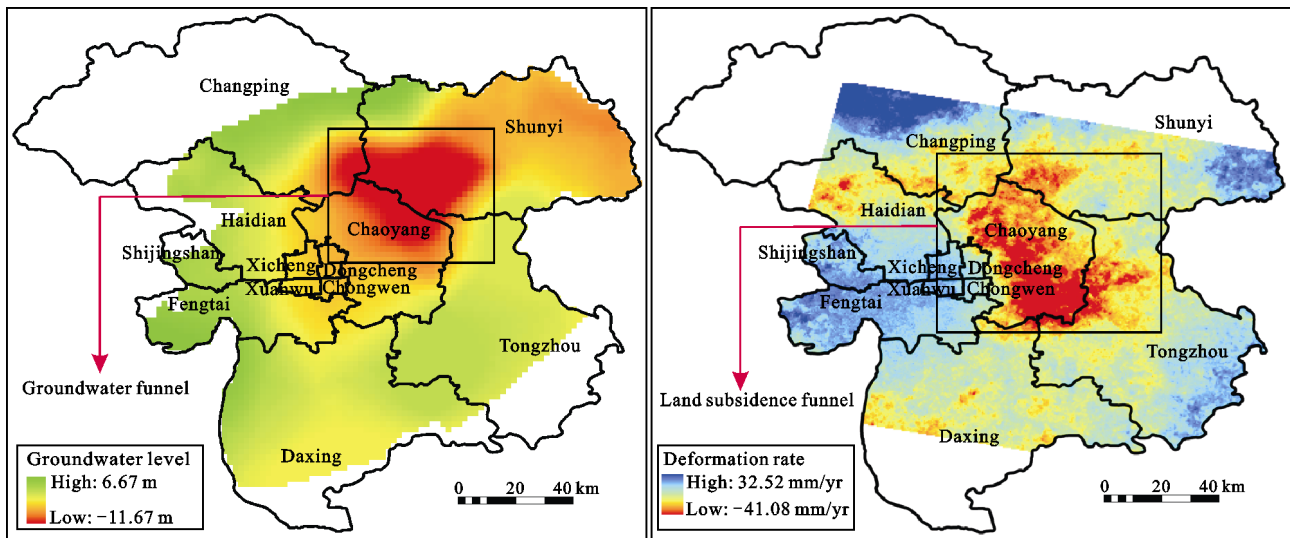 Changping
Shunyi
Haidian
Chaoyang
Shijingshan
Xicheng
Dongcheng
Xuanwu
Chongwen
Fengtai
Tongzhou
Groundwater funnel
Daxing
Groundwater level
High: 6.67 m
Low: −11.67 m
0 20 40 km
Shunyi
Changping
Haidian
Chaoyang
Shijingshan
Xicheng
Dongcheng
Xuanwu
Chongwen
Fengtai
Tongzhou
Land subsidence funnel
Daxing
Deformation rate
High: 32.52 mm/yr
Low: −41.08 mm/yr
0 20 40 km